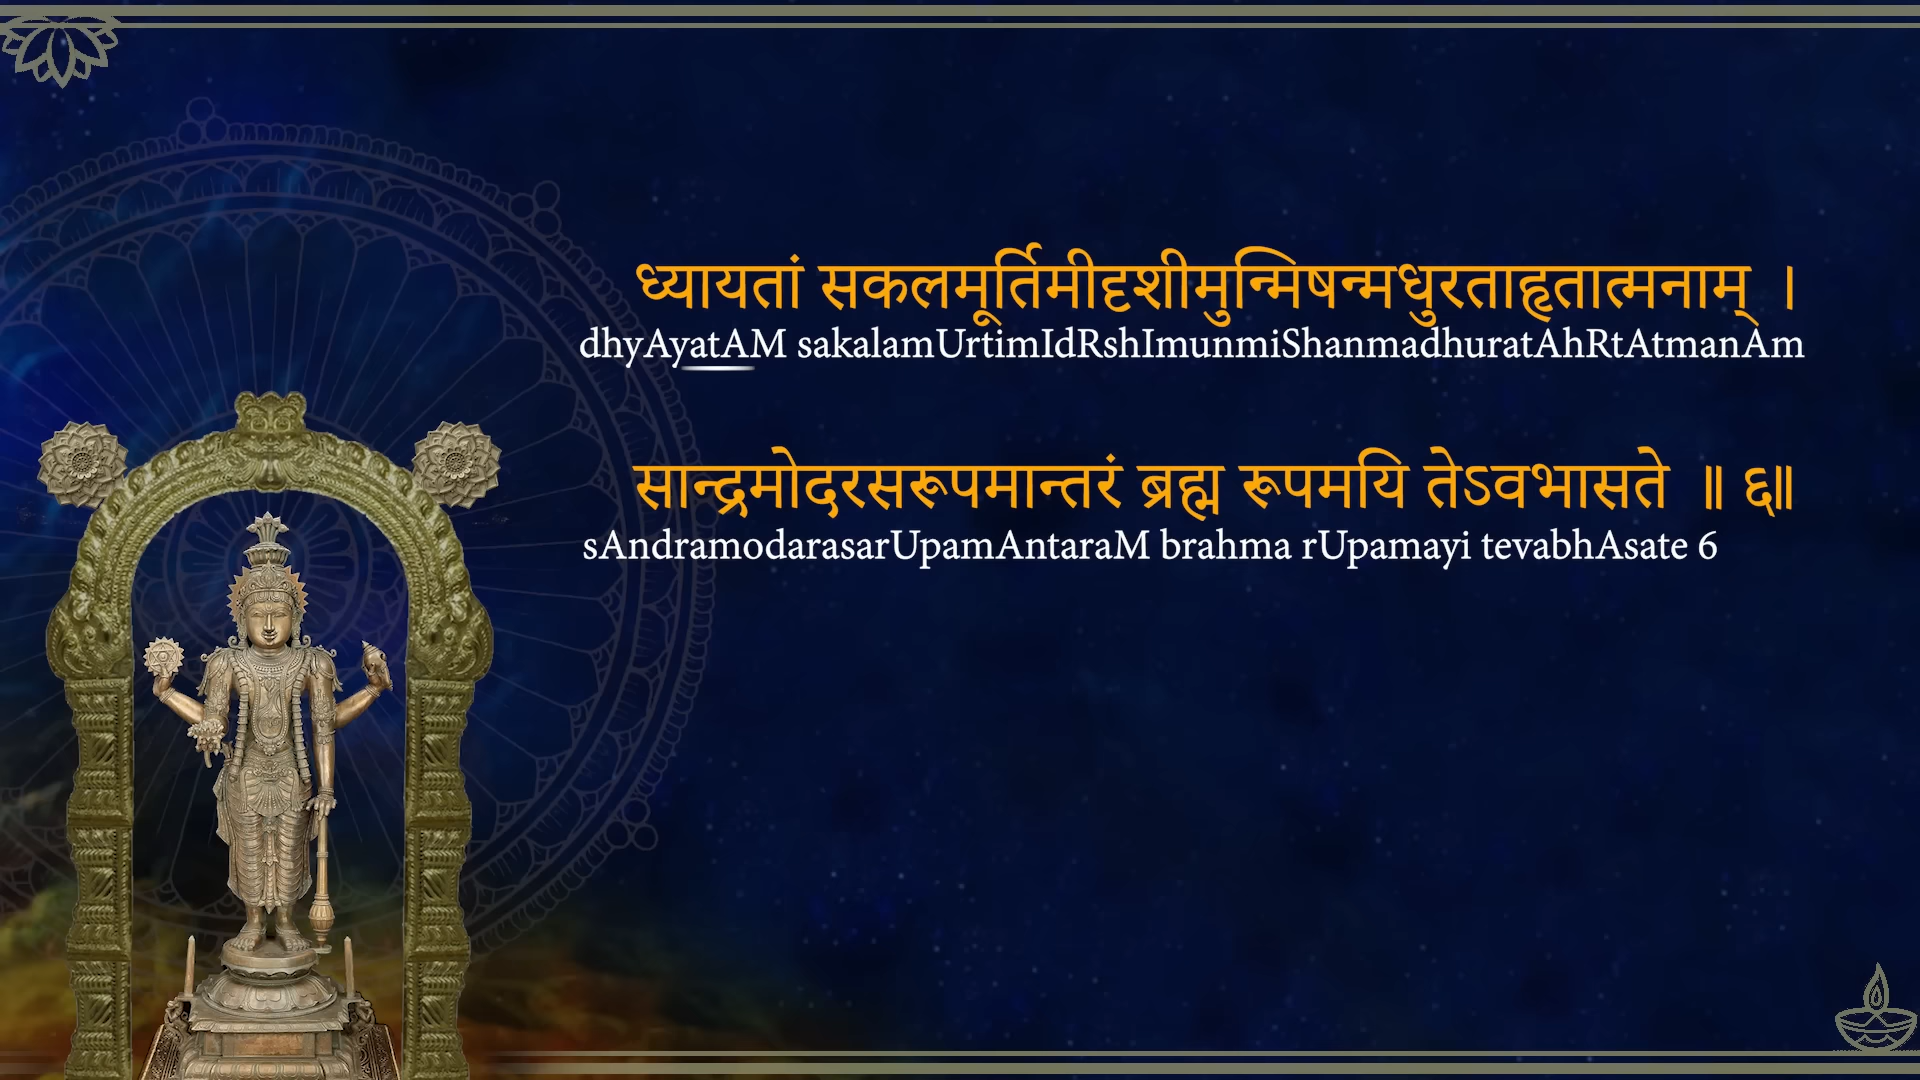 ध्यायतां सकलमूर्तिमीदृशीमुन्मिषन्मधुरताहृतात्मनाम् ।
dhyAyatAM sakalamUrtimIdRshImunmiShanmadhuratAhRtAtmanAm
सान्द्रमोदरसरूपमान्तरं ब्रह्म रूपमयि तेऽवभासते ॥ ६॥
sAndramodarasarUpamAntaraM brahma rUpamayi tevabhAsate 6